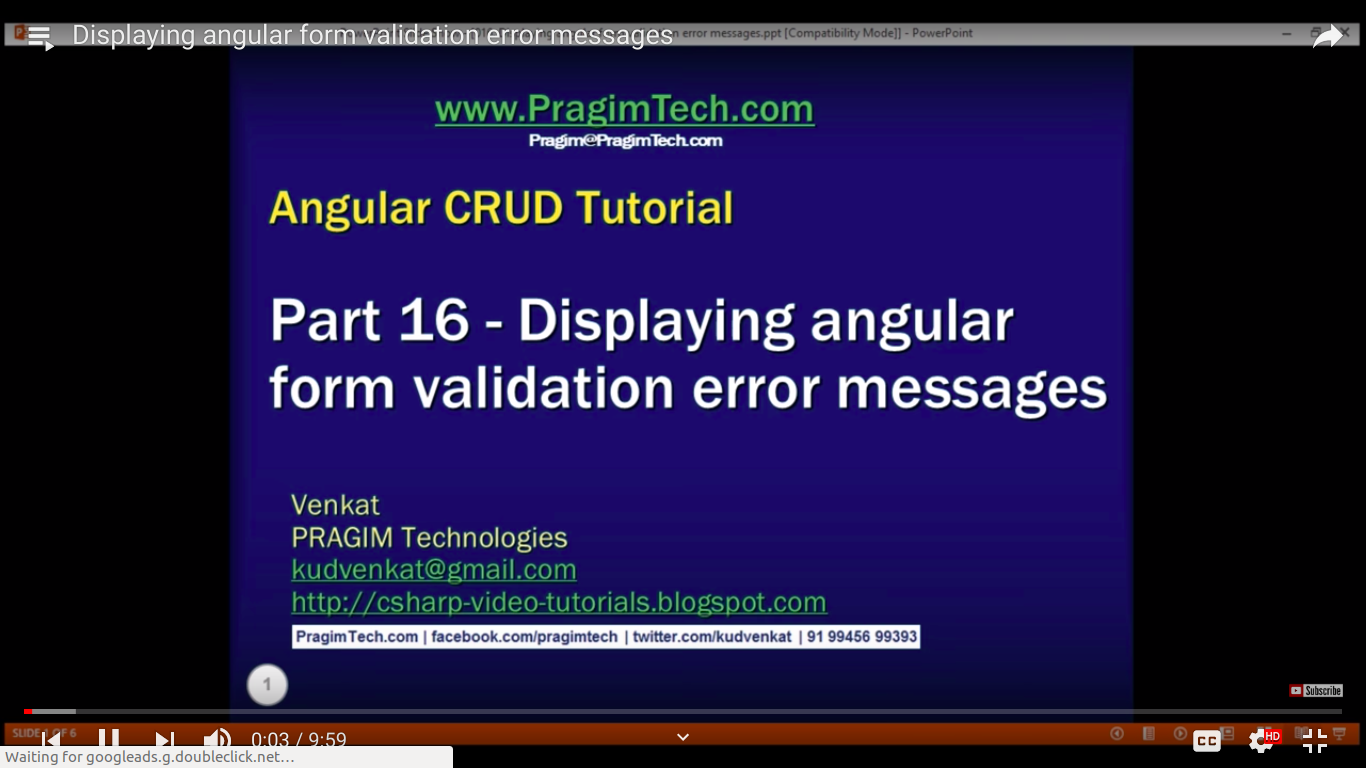 Displaying angular form validation error messages
n error messages.ppt [Compatibility Mode]] - PowerPoint
www.PragimTech.com
Pragim@PragimTech.com
Angular CRUD Tutorial
Part 16 - Displaying angular
form validation error messages
Venkat
PRAGIM Technologies
kudvenkat@gmail.com
http://csharp-video-tutorials.blogspot.com
PragimTech.com | facebook.com/pragimtech | twitter.com/kudvenkat | 91 99456 99393
1
Subscribe
SLIDE OF 6
0:03 / 9:59
CC
HD
Waiting for googleads.g.doubleclick.net…